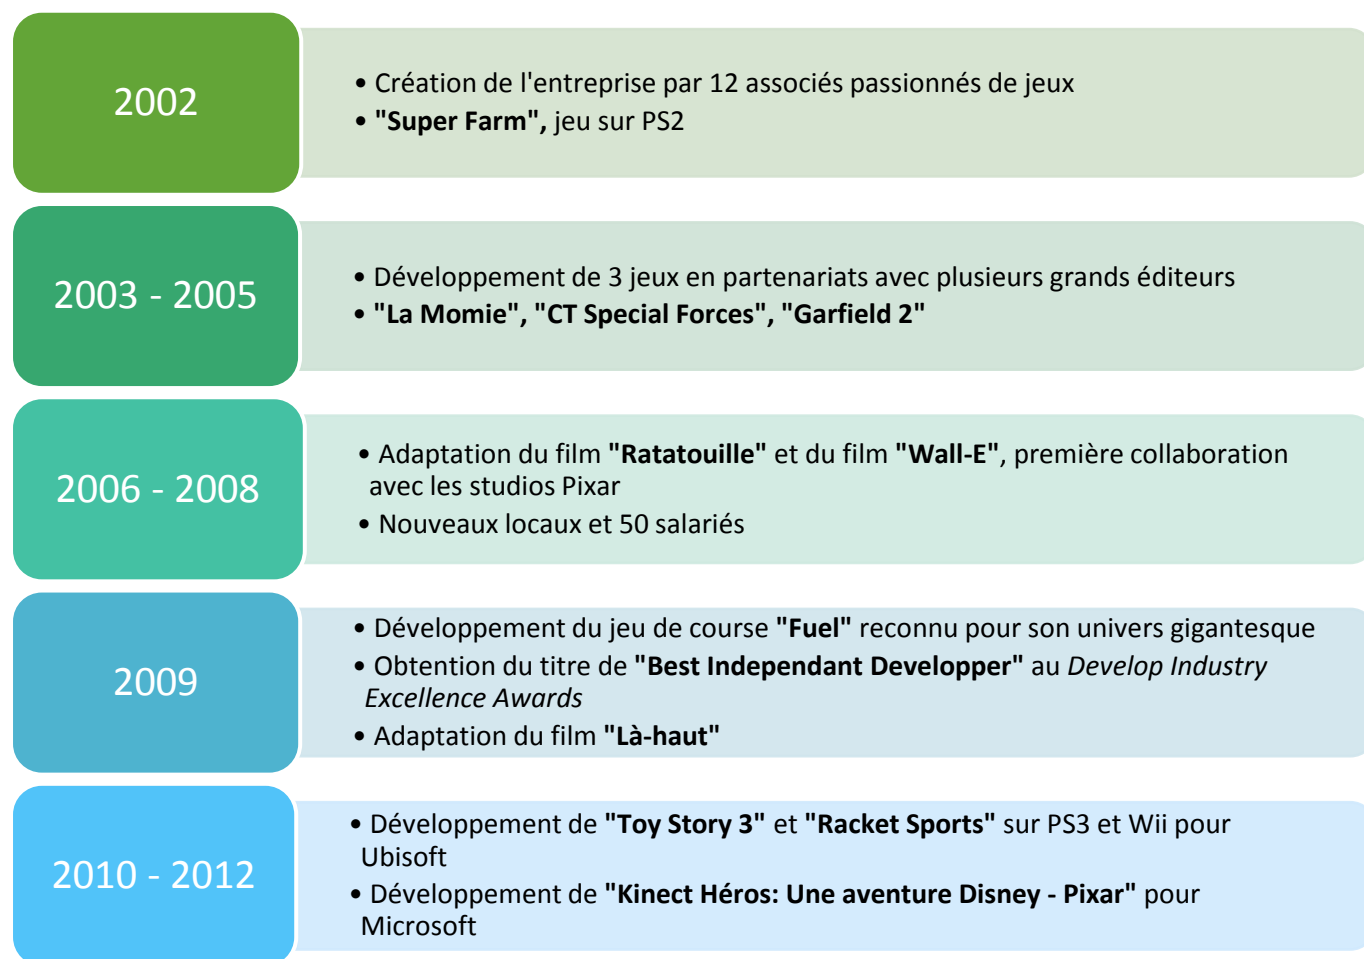 2002
• Création de l'entreprise par 12 associés passionnés de jeux
• "Super Farm", jeu sur PS2
2003 - 2005
• Développement de 3 jeux en partenariats avec plusieurs grands éditeurs
• "La Momie", "CT Special Forces", "Garfield 2"
2006 - 2008
• Adaptation du film "Ratatouille" et du film "Wall-E", première collaboration
avec les studios Pixar
• Nouveaux locaux et 50 salariés
2009
• Développement du jeu de course "Fuel" reconnu pour son univers gigantesque
• Obtention du titre de "Best Independant Developper" au Develop Industry
Excellence Awards
• Adaptation du film "Là-haut"
2010 - 2012
• Développement de "Toy Story 3" et "Racket Sports" sur PS3 et Wii pour
Ubisoft
• Développement de "Kinect Héros: Une aventure Disney - Pixar" pour
Microsoft